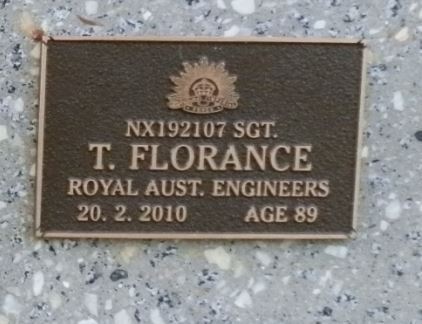 NX192107 SGT.
T. FLORANCE
ROYAL AUST. ENGINEERS
20. 2. 2010 AGE 89